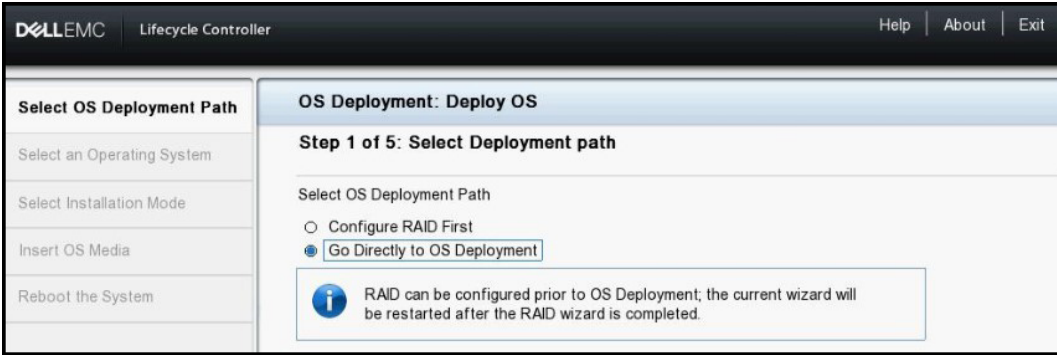 DELLEMC Lifecycle Controller Help About Exit
Select OS Deployment Path
Select an Operating System
Select Installation Mode
Insert OS Media
Reboot the System
OS Deployment: Deploy OS
Step 1 of 5: Select Deployment path
Select OS Deployment Path
Configure RAID First
Go Directly to OS Deployment
RAID can be configured prior to OS Deployment; the current wizard will
be restarted after the RAID wizard is completed.